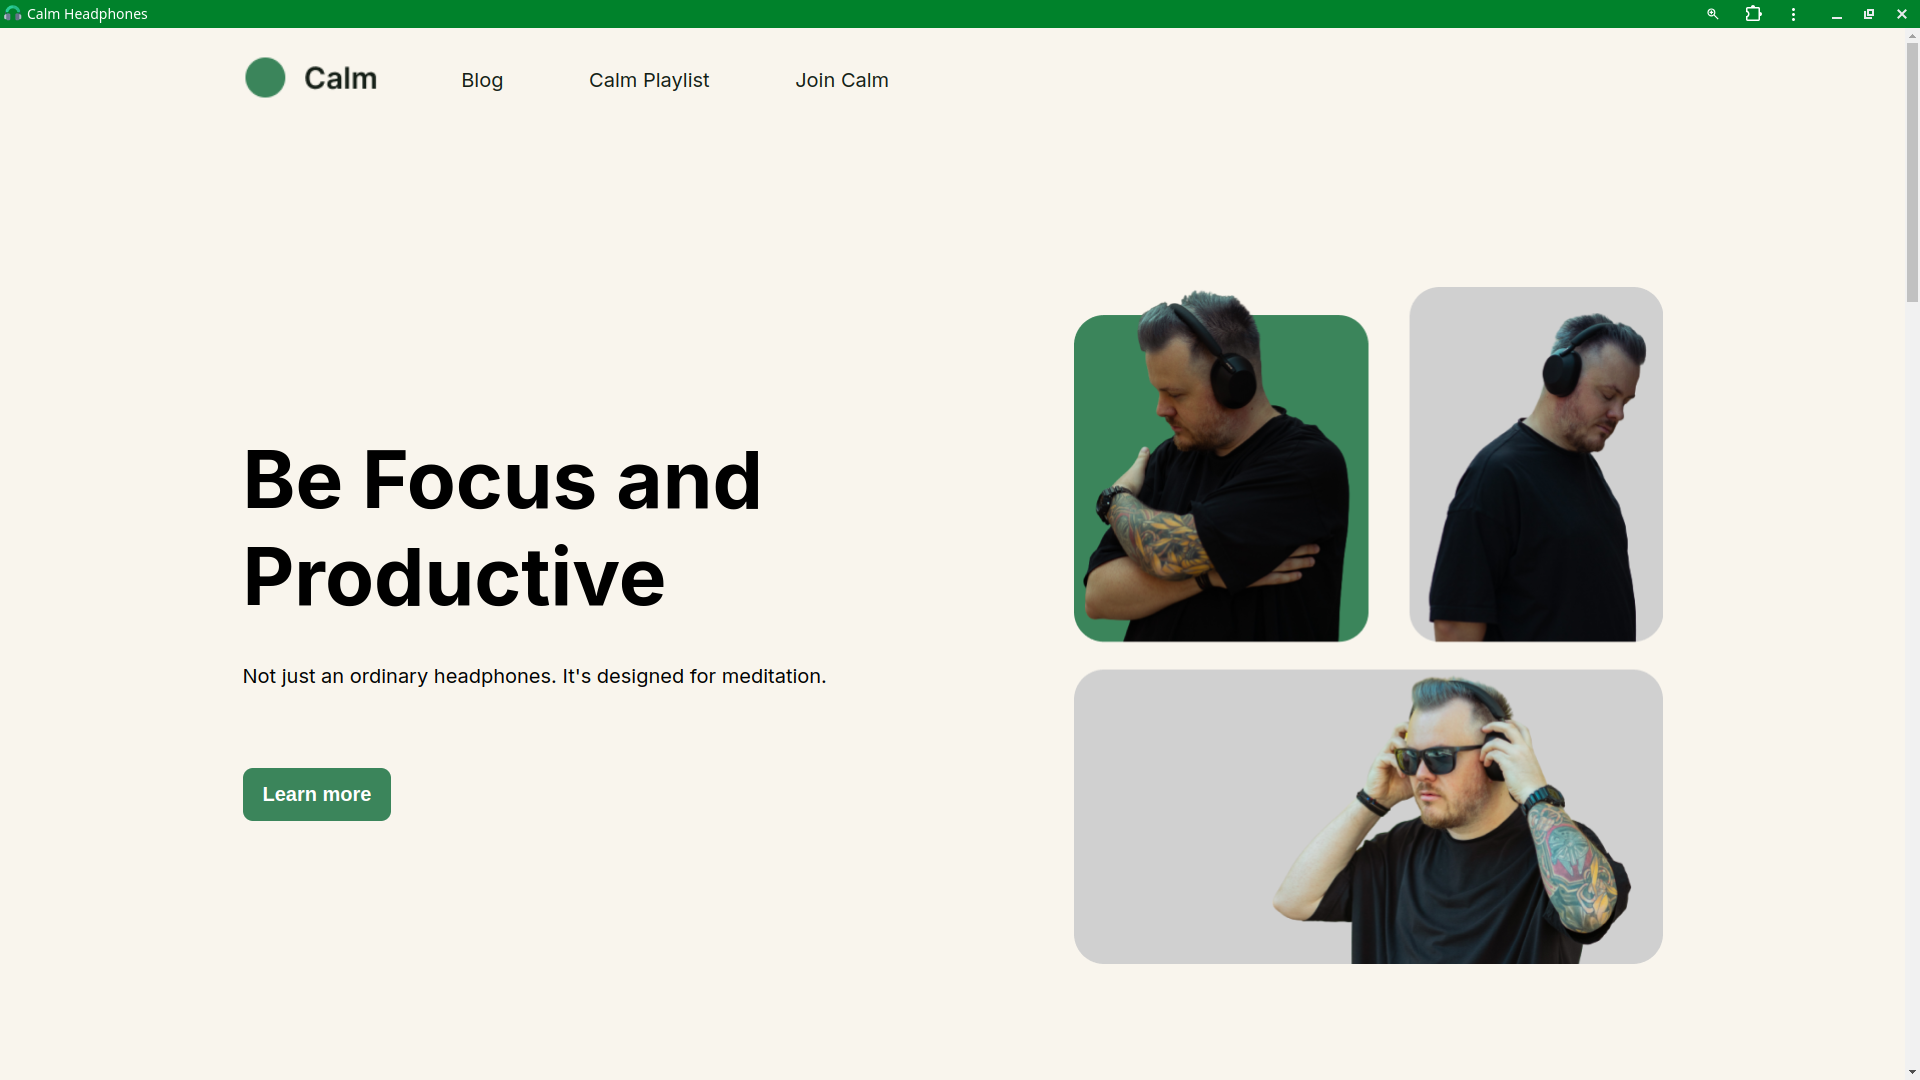 Calm Headphones
Calm
Blog
Calm Playlist
Join Calm
Be Focus and
Productive
Not just an ordinary headphones. It's designed for meditation.
Learn more